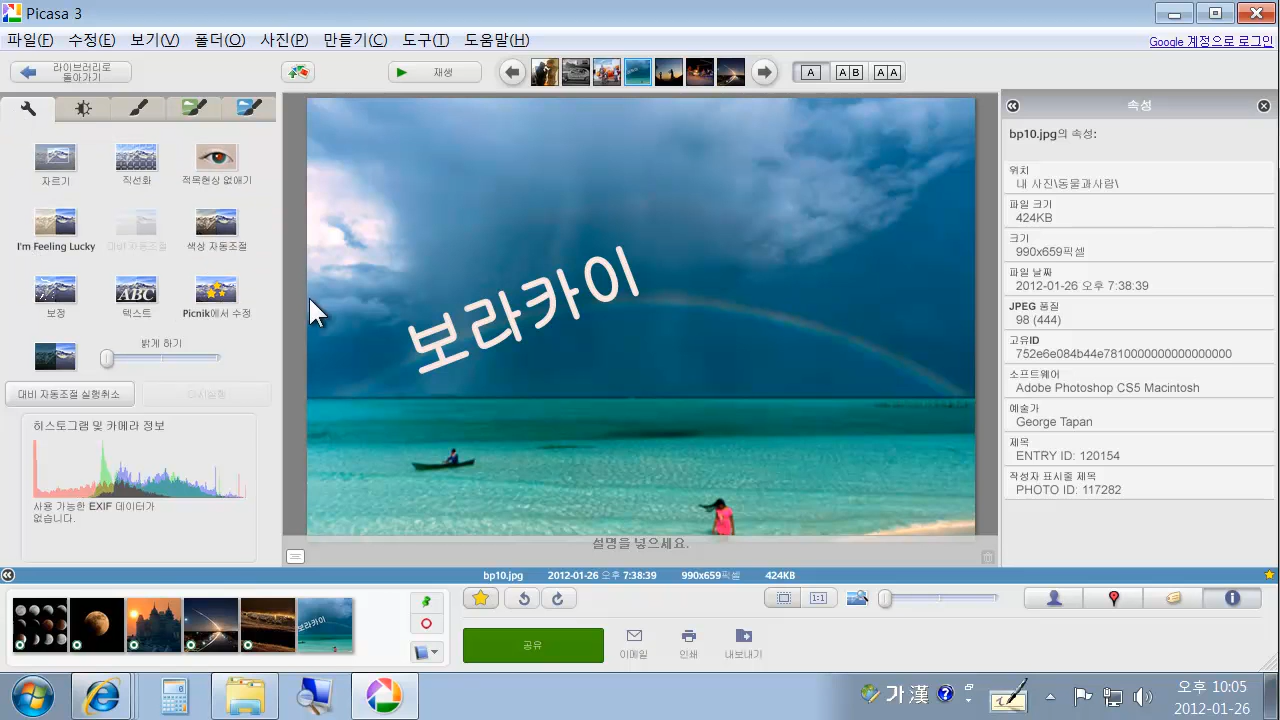 Picasa 3
파일(F) 수정(E) 보기(V) 폴더(O) 사진(P) 만들기(C) 도구(T) 도움말(H)
Google 계정으로 로그인
라이브러리로
돌아가기
재생
A
A B
A A
자르기
직선화
적목현상 없애기
I'm Feeling Lucky
대비 자동조절
색상 자동조절
보정
ABC
텍스트
Picnik에서 수정
밝게 하기
대비 자동조절 실행취소
다시실행
히스토그램 및 카메라 정보
사용 가능한 EXIF 데이터가
없습니다.
보라카이
설명을 넣으세요.
속성
bp10.jpg의 속성:
위치
내 사진\동물과사람\
파일 크기
424KB
크기
990x659픽셀
파일 날짜
2012-01-26 오후 7:38:39
JPEG 품질
98 (444)
고유ID
752e6e084b44e7810000000000000000
소프트웨어
Adobe Photoshop CS5 Macintosh
예술가
George Tapan
제목
ENTRY ID: 120154
작성자 표시줄 제목
PHOTO ID: 117282
bp10.jpg 2012-01-26 오후 7:38:39 990x659픽셀 424KB
보라카이
1:1
공유
이메일
인쇄
내보내기
가 漢
오후 10:05
2012-01-26